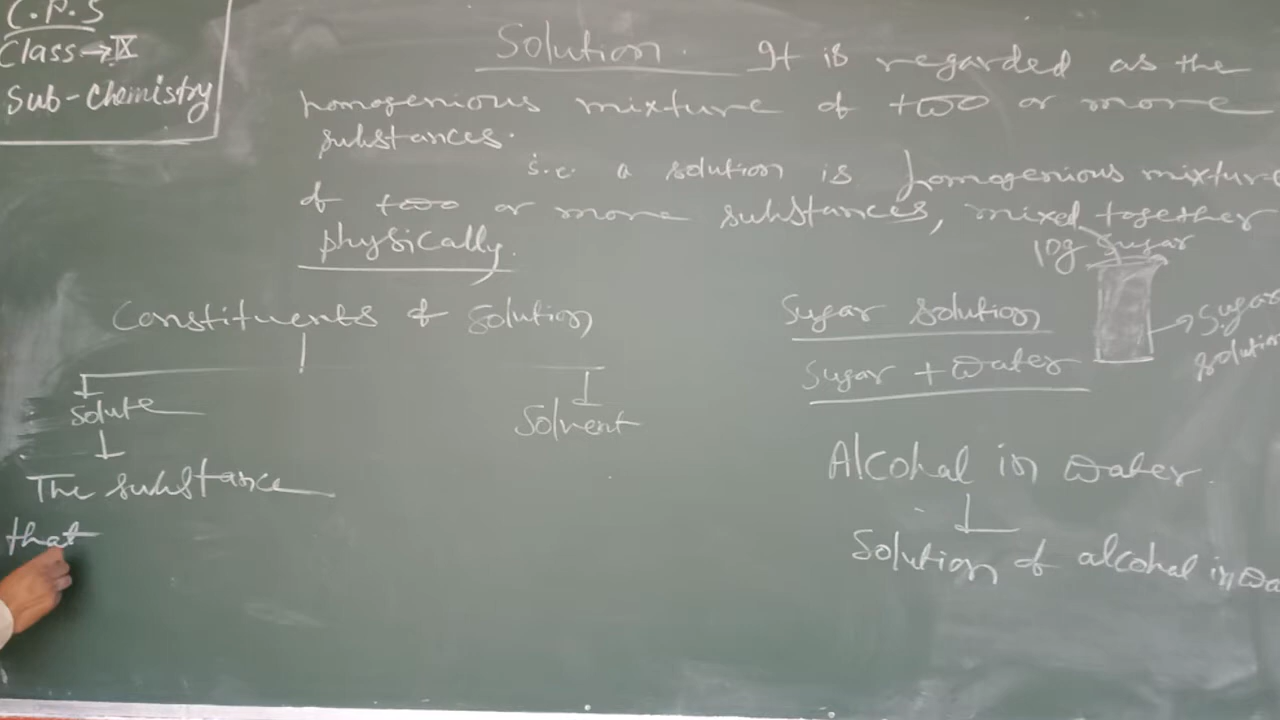 C.P.S
Class→IX
Sub-Chemistry
Solution. It is regarded as the
homogenious mixture of two or more
substances.
i.e. a solution is homogenious mixture
of two or more substances, mixed together
physically.
10g Sugar
Sugar
solution
Constituents of solution
Solute
Solvent
The substance
that
Sugar solution
Sugar + Water
Alcohal in water.
Solution of alcohal in wa